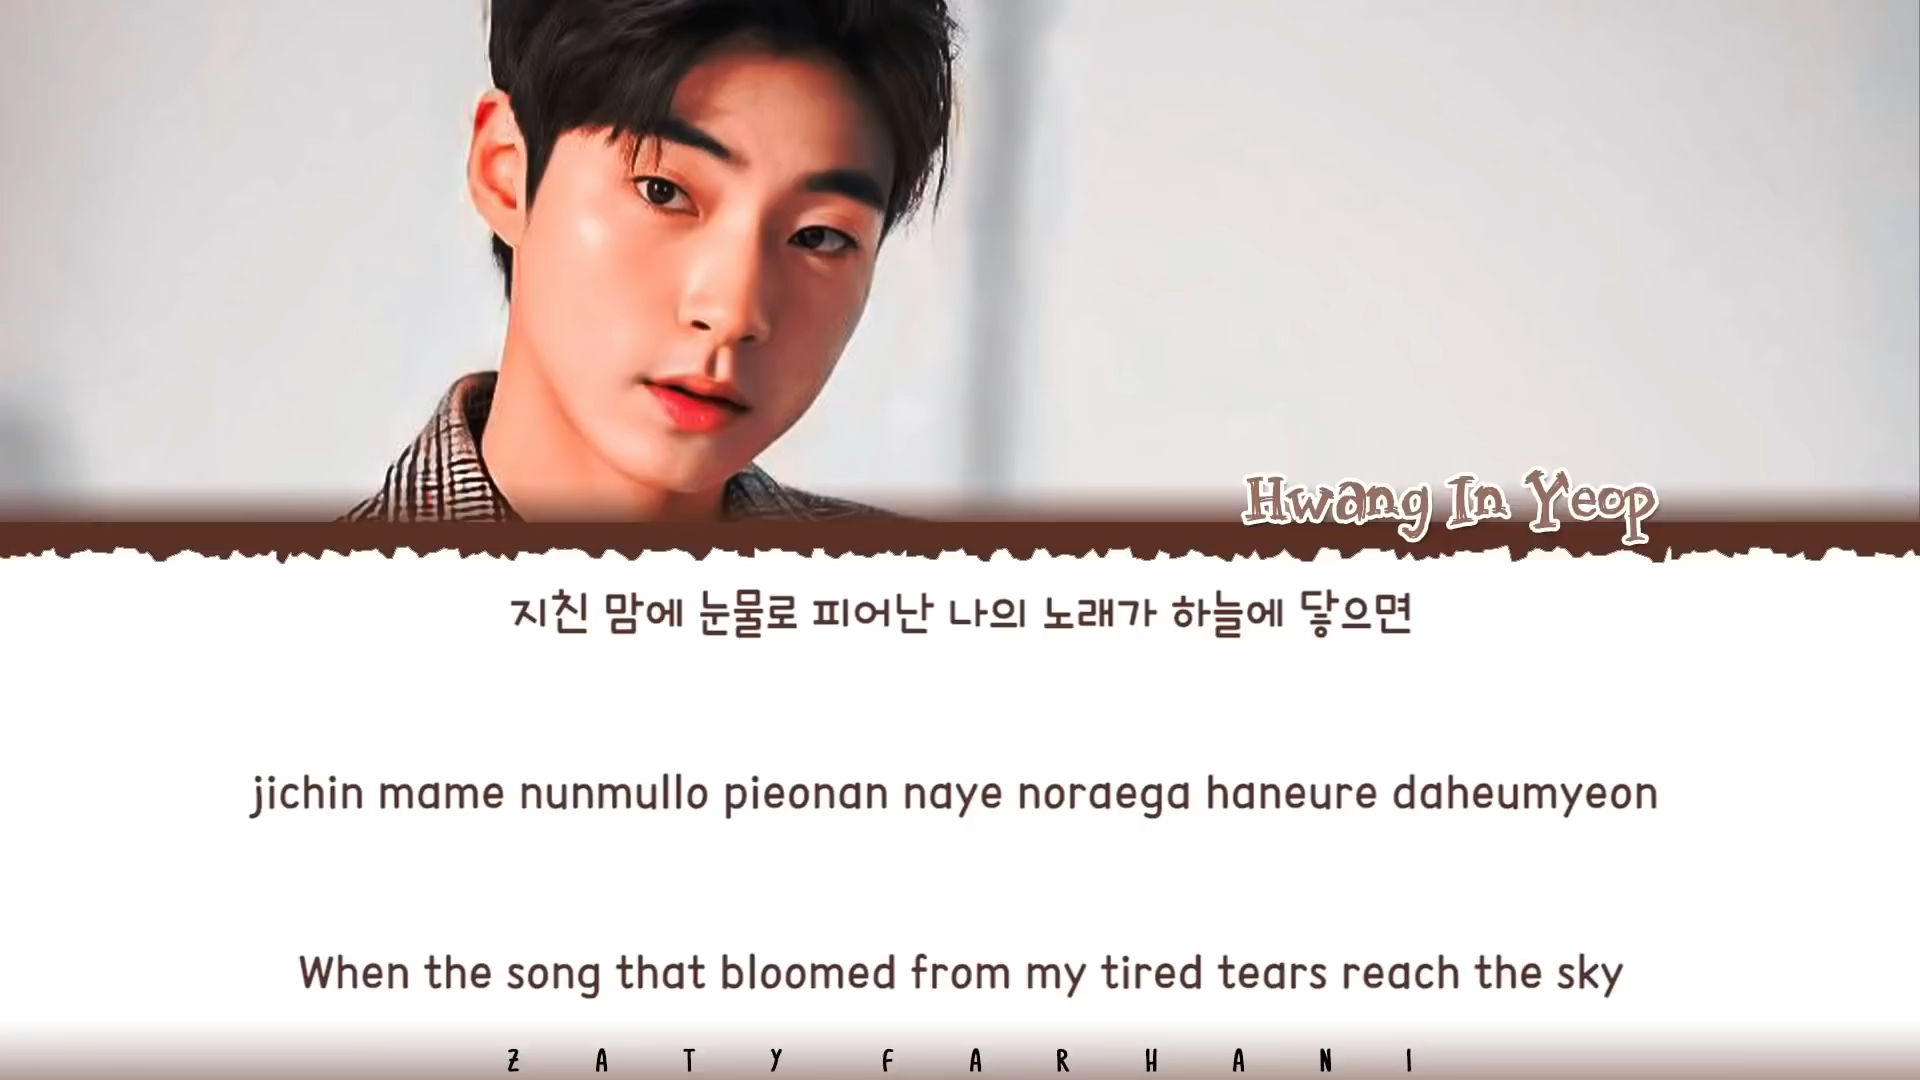 Hwang In Yeop
지친 맘에 눈물로 피어난 나의 노래가 하늘에 닿으면
jichin mame nunmullo pieonan naye noraega haneure daheumyeon
When the song that bloomed from my tired tears reach the sky
ZATY FARHANI